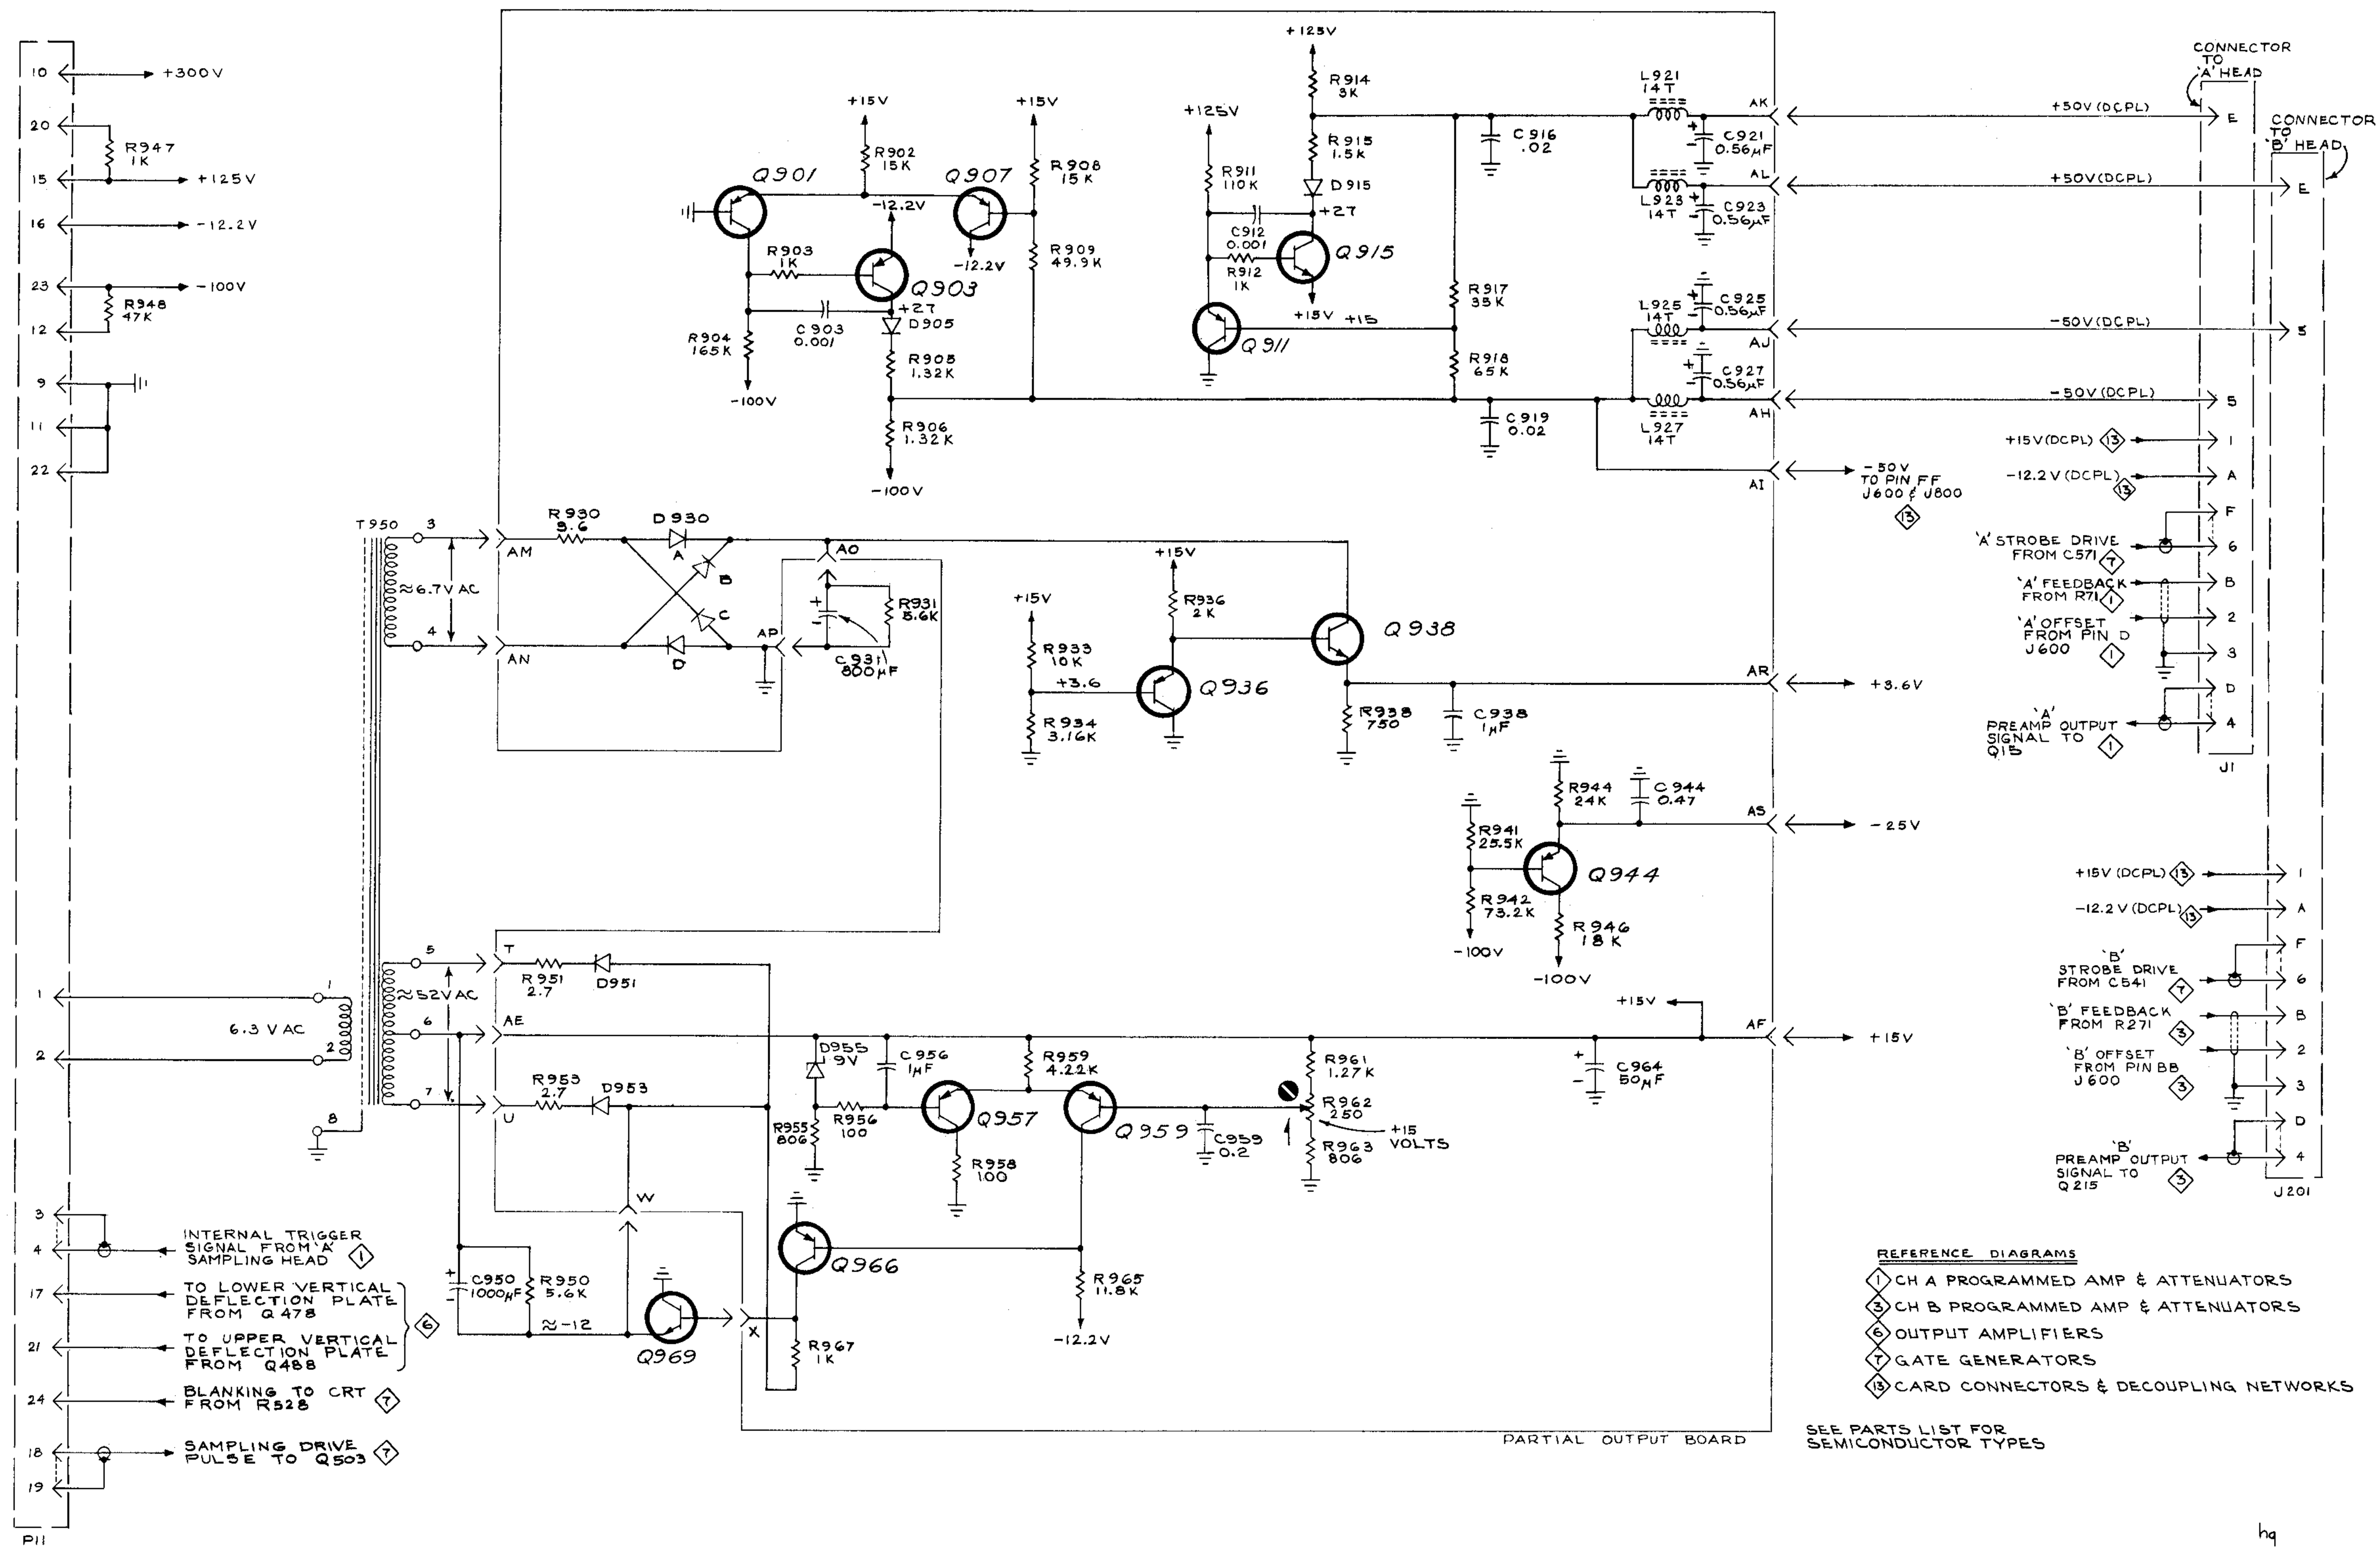 10
+300V
20
R947
1K
15
+125V
16
-12.2V
23
-100V
R948
47K
12
9
11
22
+15V
R902
15K
Q901
Q907
-12.2V
+15V
R908
15K
R903
1K
Q903
-12.2V
R909
49.9K
+27
D905
C903
0.001
R904
165K
-100V
R905
1.32K
R906
1.32K
-100V
+125V
R914
3K
+125V
R915
1.5K
R911
110K
D915
+27
C912
0.001
R912
1K
Q915
+15V
+15
Q911
C916
.02
R917
35K
R918
65K
C919
0.02
L921
14T
AK
C921
0.56µF
AL
L923
14T
C923
0.56µF
L925
14T
C925
0.56µF
AJ
C927
0.56µF
AH
L927
14T
AI
+50V (DCPL)
+50V (DCPL)
-50V (DCPL)
-50V (DCPL)
CONNECTOR
TO
'A' HEAD
CONNECTOR
TO
'B' HEAD
E
E
5
5
+15V (DCPL) 13
1
-12.2V (DCPL)
13
A
-50V
TO PIN FF
J600 & J800
13
F
'A' STROBE DRIVE
FROM C571
7
6
'A' FEEDBACK
FROM R71
1
B
'A' OFFSET
FROM PIN D
J600
1
2
3
D
'A'
PREAMP OUTPUT
SIGNAL TO
Q15
1
4
J1
T950
3
≈6.7V AC
4
AM
R930
3.6
D930
A
B
C
D
AN
AO
AP
R931
5.6K
C931
800µF
+15V
R933
10K
+3.6
R934
3.16K
+15V
R936
2K
Q936
Q938
R938
750
C938
1µF
AR
+3.6V
R944
24K
C944
0.47
AS
-25V
R941
25.5K
Q944
R942
73.2K
-100V
R946
18K
-100V
1
2
6.3 V AC
1
2
8
5
≈52V AC
6
7
T
R951
2.7
D951
AE
R953
2.7
D953
U
W
D955
9V
C956
1µF
R959
4.22K
R955
806
R956
100
Q957
R958
100
Q959
C959
0.2
R961
1.27K
R962
250
+15
VOLTS
R963
806
C964
50µF
+15V
AF
+15V
C950
1000µF
R950
5.6K
≈-12
Q969
X
Q966
R967
1K
R965
11.8K
-12.2V
+15V (DCPL) 13
1
-12.2 V (DCPL) 13
A
F
'B'
STROBE DRIVE
FROM C541
7
6
'B' FEEDBACK
FROM R271
3
B
'B' OFFSET
FROM PIN BB
J600
3
2
3
D
'B'
PREAMP OUTPUT
SIGNAL TO
Q215
3
4
J201
3
4
INTERNAL TRIGGER
SIGNAL FROM 'A'
SAMPLING HEAD
1
17
TO LOWER VERTICAL
DEFLECTION PLATE
FROM Q478
6
21
TO UPPER VERTICAL
DEFLECTION PLATE
FROM Q488
24
BLANKING TO CRT
FROM R528
7
18
SAMPLING DRIVE
PULSE TO Q503
7
19
P11
PARTIAL OUTPUT BOARD
REFERENCE DIAGRAMS
1 CH A PROGRAMMED AMP & ATTENUATORS
3 CH B PROGRAMMED AMP & ATTENUATORS
6 OUTPUT AMPLIFIERS
7 GATE GENERATORS
13 CARD CONNECTORS & DECOUPLING NETWORKS
SEE PARTS LIST FOR
SEMICONDUCTOR TYPES
hq